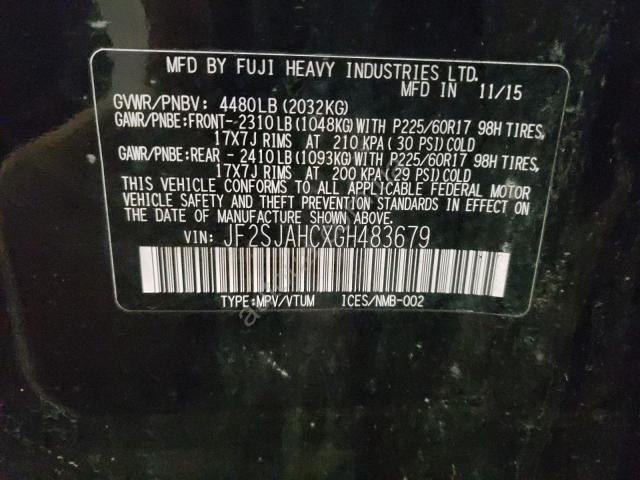 MFD BY FUJI HEAVY INDUSTRIES LTD.
MFD IN 11/15
GVWR/PNBV: 4480LB(2032KG)
GAWR/PNBE:FRONT-2310LB(1048KG)WITH P225/60R17 98H TIRES,
17X7J RIMS AT 210 KPA(30 PSI)COLD
GAWR/PNBE:REAR - 2410LB(1093KG)WITH P225/60R17 98H TIRES,
17X7J RIMS AT 200 KPA(29 PSI)COLD
THIS VEHICLE CONFORMS TO ALL APPLICABLE FEDERAL MOTOR
VEHICLE SAFETY AND THEFT PREVENTION STANDARDS IN EFFECT ON
THE DATE OF MANUFACTURE SHOWN ABOVE.
VIN: JF2SJAHCXGH483679
TYPE:MPV/VTUM ICES/NMB-002